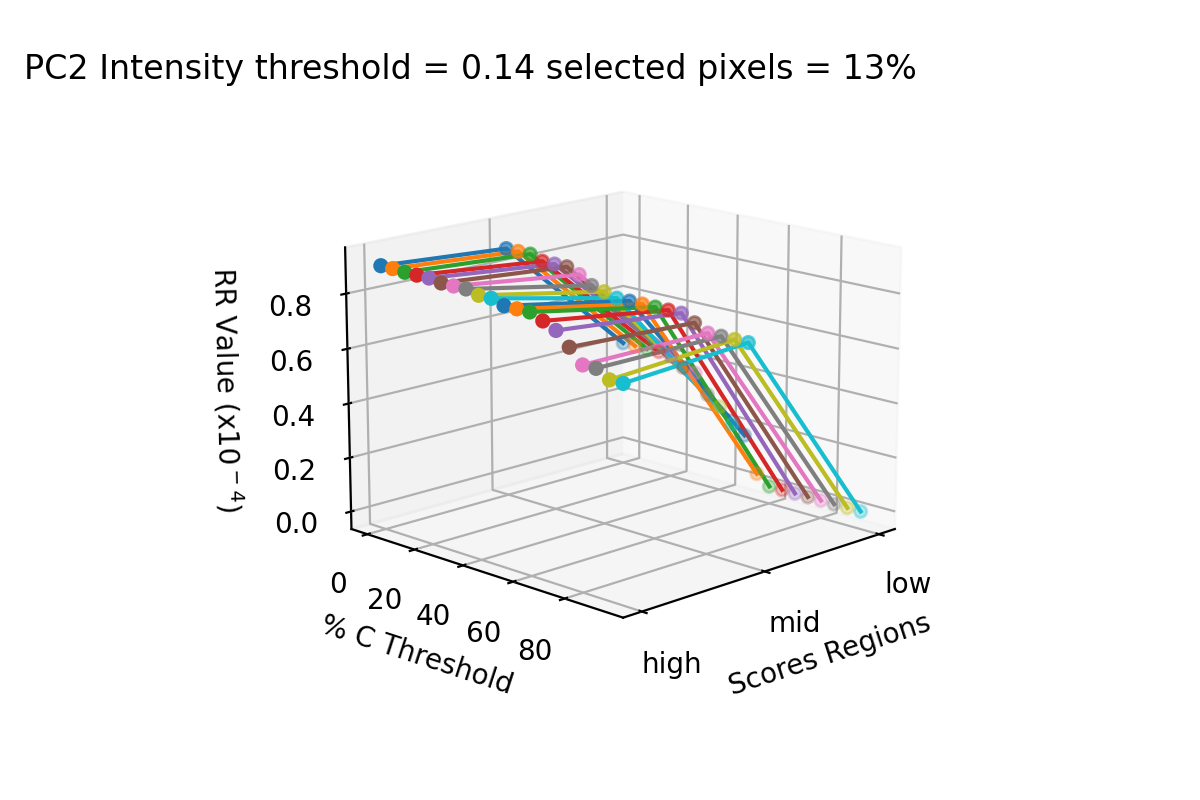 PC2 Intensity threshold = 0.14 selected pixels = 13%
RR Value (x10⁻⁴)
0.8
0.6
0.4
0.2
0.0
0
20
40
60
80
% C Threshold
high
mid
low
Scores Regions